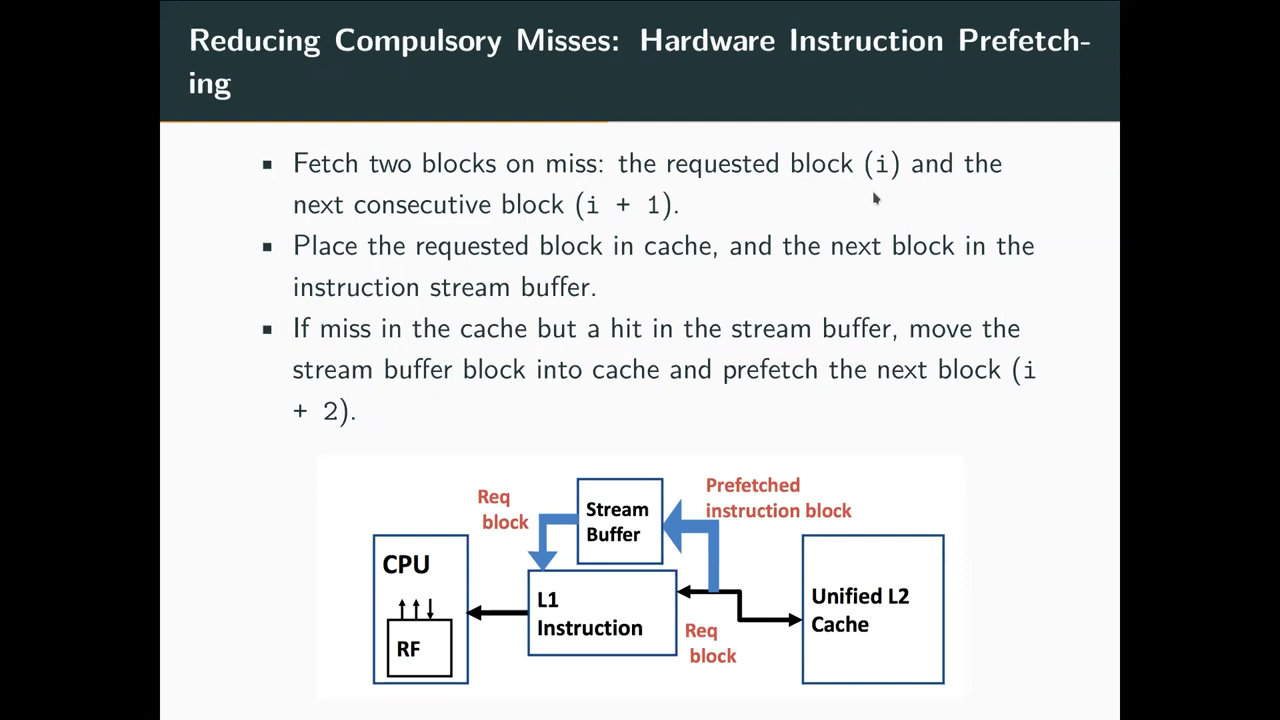 Reducing Compulsory Misses: Hardware Instruction Prefetch-
ing
▪ Fetch two blocks on miss: the requested block (i) and the
next consecutive block (i + 1).
▪ Place the requested block in cache, and the next block in the
instruction stream buffer.
▪ If miss in the cache but a hit in the stream buffer, move the
stream buffer block into cache and prefetch the next block (i
+ 2).
Req
block
Stream
Buffer
Prefetched
instruction block
CPU
RF
L1
Instruction
Req
block
Unified L2
Cache